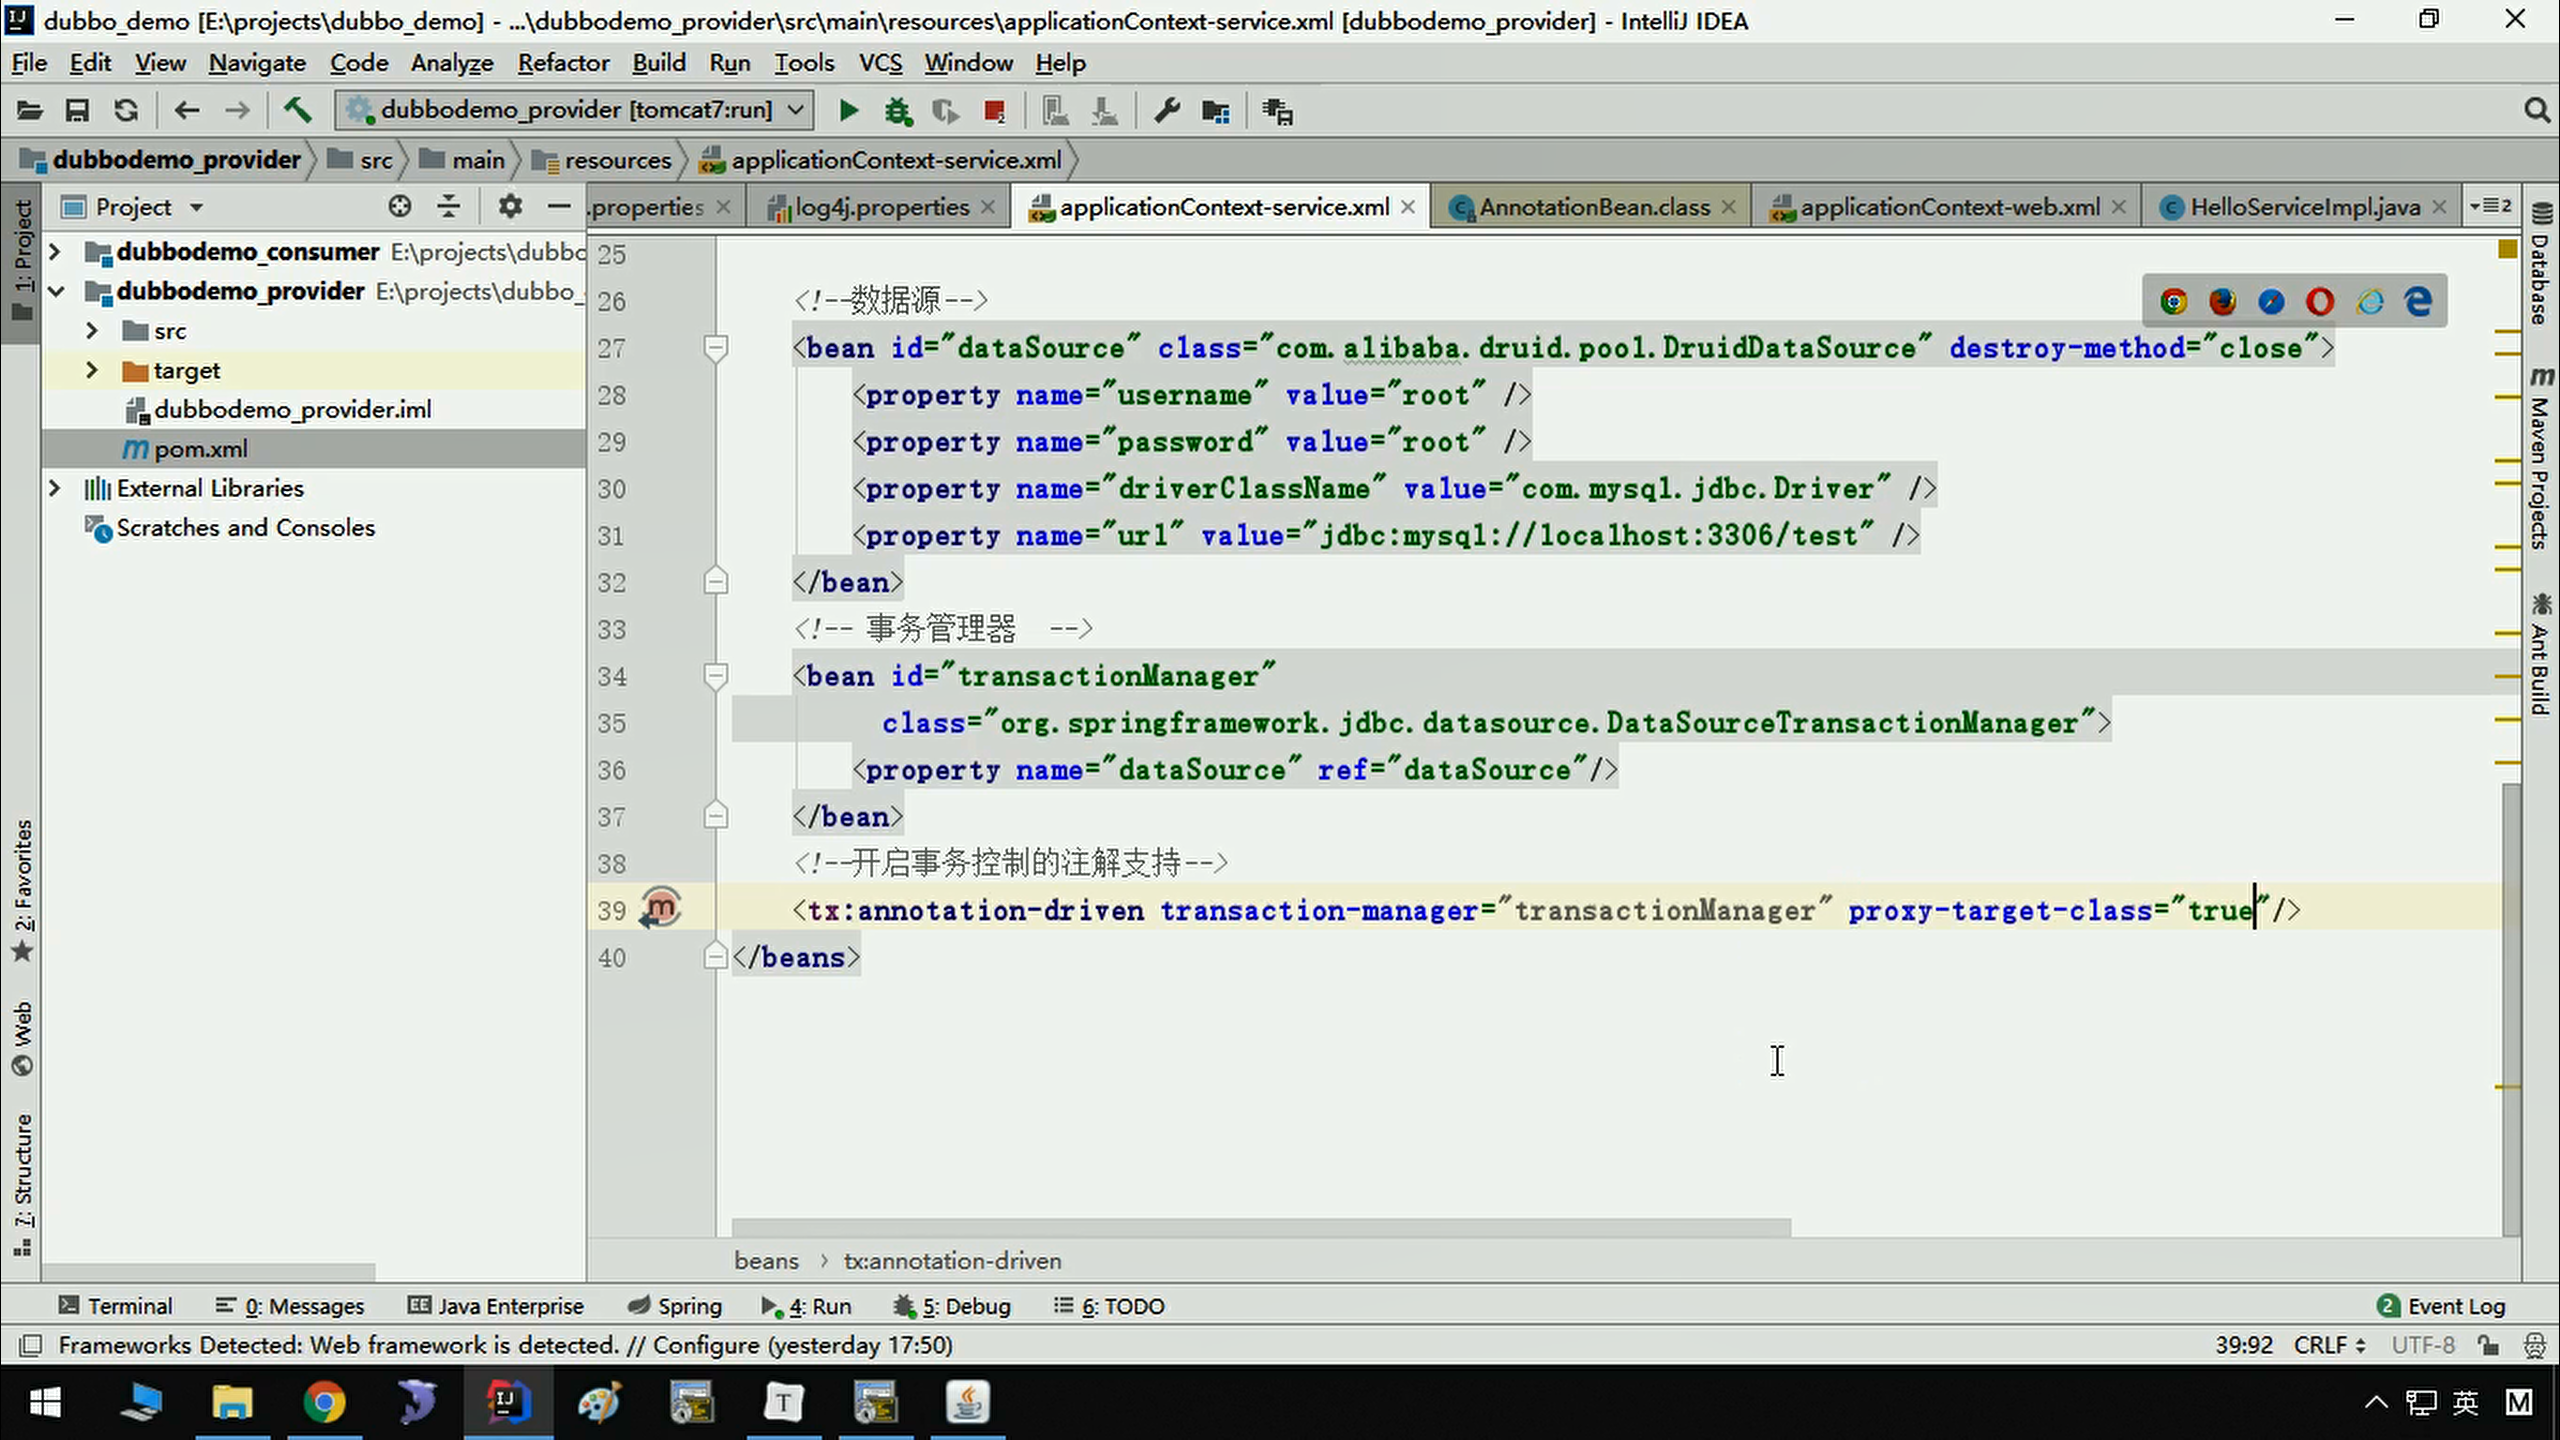 dubbo_demo [E:\projects\dubbo_demo] - ...\dubbodemo_provider\src\main\resources\applicationContext-service.xml [dubbodemo_provider] - IntelliJ IDEA
File Edit View Navigate Code Analyze Refactor Build Run Tools VCS Window Help
dubbodemo_provider [tomcat7:run]
dubbodemo_provider src main resources applicationContext-service.xml
Project
.properties log4j.properties applicationContext-service.xml AnnotationBean.class applicationContext-web.xml HelloServiceImpl.java 2
1: Project
2: Favorites
Web
7: Structure
dubbodemo_consumer E:\projects\dubbo
dubbodemo_provider E:\projects\dubbo_
src
target
dubbodemo_provider.iml
pom.xml
External Libraries
Scratches and Consoles
25
26 <!--数据源-->
27 <bean id="dataSource" class="com.alibaba.druid.pool.DruidDataSource" destroy-method="close">
28 <property name="username" value="root" />
29 <property name="password" value="root" />
30 <property name="driverClassName" value="com.mysql.jdbc.Driver" />
31 <property name="url" value="jdbc:mysql://localhost:3306/test" />
32 </bean>
33 <!-- 事务管理器 -->
34 <bean id="transactionManager"
35 class="org.springframework.jdbc.datasource.DataSourceTransactionManager">
36 <property name="dataSource" ref="dataSource"/>
37 </bean>
38 <!--开启事务控制的注解支持-->
39 <tx:annotation-driven transaction-manager="transactionManager" proxy-target-class="true"/>
40 </beans>
Database
Maven Projects
Ant Build
beans › tx:annotation-driven
Terminal 0: Messages Java Enterprise Spring 4: Run 5: Debug 6: TODO 2 Event Log
Frameworks Detected: Web framework is detected. // Configure (yesterday 17:50) 39:92 CRLF UTF-8
英 M